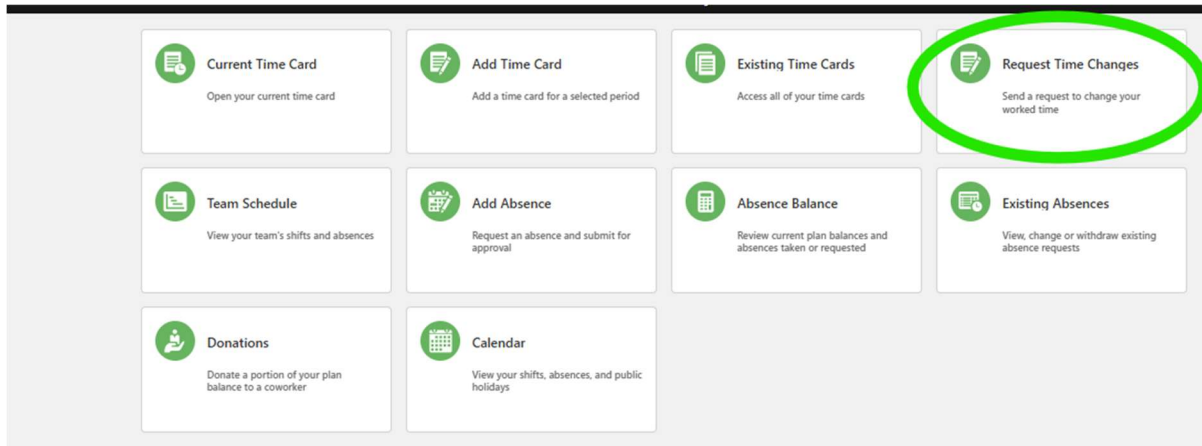 Current Time Card
Open your current time card
Add Time Card
Add a time card for a selected period
Existing Time Cards
Access all of your time cards
Request Time Changes
Send a request to change your
worked time
Team Schedule
View your team's shifts and absences
Add Absence
Request an absence and submit for
approval
Absence Balance
Review current plan balances and
absences taken or requested
Existing Absences
View, change or withdraw existing
absence requests
Donations
Donate a portion of your plan
balance to a coworker
Calendar
View your shifts, absences, and public
holidays